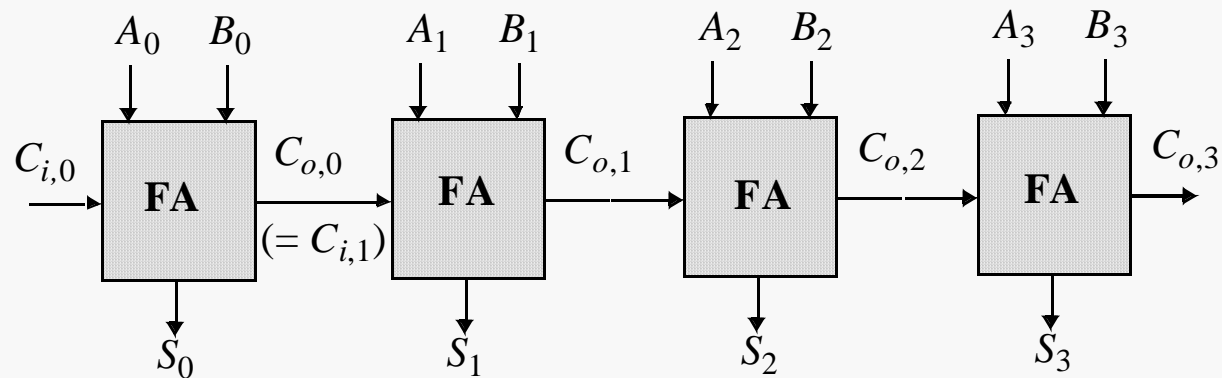 A0 B0 A1 B1 A2 B2 A3 B3
Ci,0 Co,0 Co,1 Co,2 Co,3
FA FA FA FA
(= Ci,1)
S0 S1 S2 S3